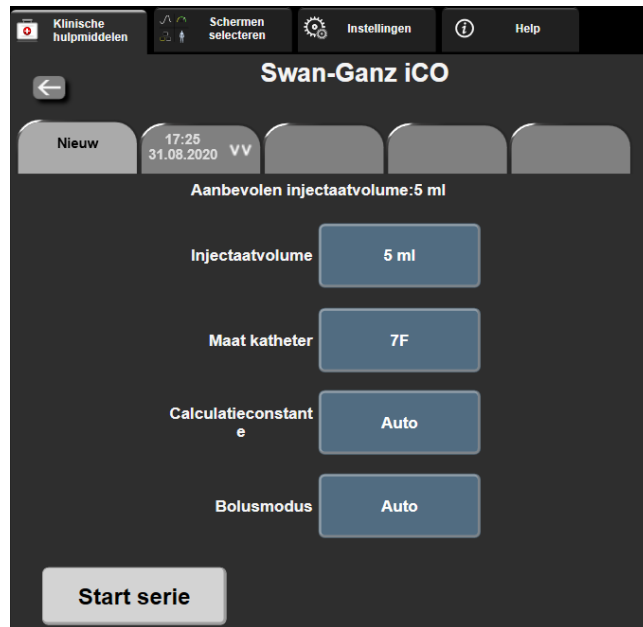 Klinische
hulpmiddelen
Schermen
selecteren
Instellingen
Help
Swan-Ganz iCO
Nieuw
17:25
31.08.2020
Aanbevolen injectaatvolume:5 ml
Injectaatvolume
5 ml
Maat katheter
7F
Calculatieconstant
e
Auto
Bolusmodus
Auto
Start serie